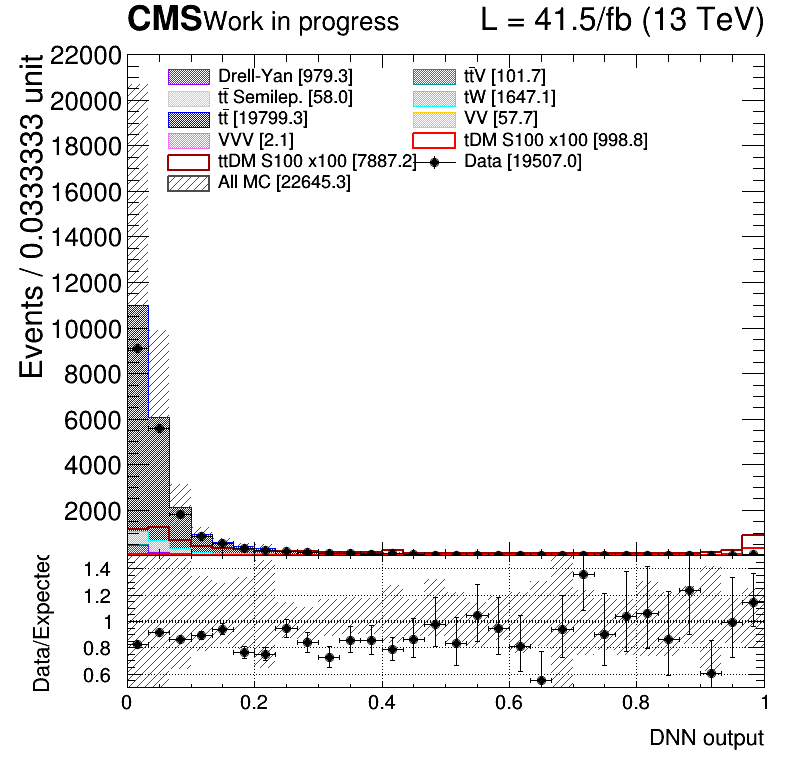 CMS Work in progress L = 41.5/fb (13 TeV)
Events / 0.0333333 unit
22000
20000
18000
16000
14000
12000
10000
8000
6000
4000
2000
Drell-Yan [979.3] tt̄V [101.7]
tt̄ Semilep. [58.0] tW [1647.1]
tt̄ [19799.3] VV [57.7]
VVV [2.1] tDM S100 x100 [998.8]
ttDM S100 x100 [7887.2] Data [19507.0]
All MC [22645.3]
Data/Expected
1.4
1.2
1
0.8
0.6
0 0.2 0.4 0.6 0.8 1
DNN output